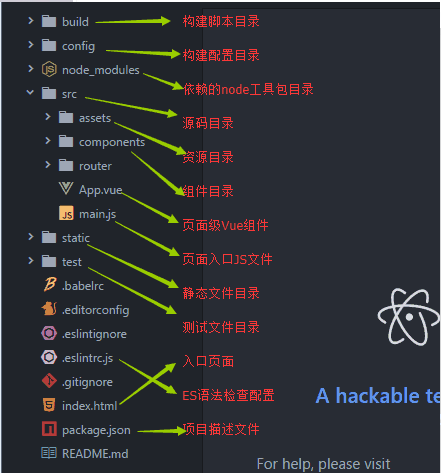 build 构建脚本目录
config 构建配置目录
node_modules 依赖的node工具包目录
src 源码目录
assets 资源目录
components 组件目录
router
App.vue 页面级Vue组件
JS main.js 页面入口JS文件
static 静态文件目录
test 测试文件目录
.babelrc
.editorconfig
.eslintignore 入口页面
.eslintrc.js
.gitignore ES语法检查配置
A hackable te
index.html
package.json 项目描述文件
README.md
For help, please visit